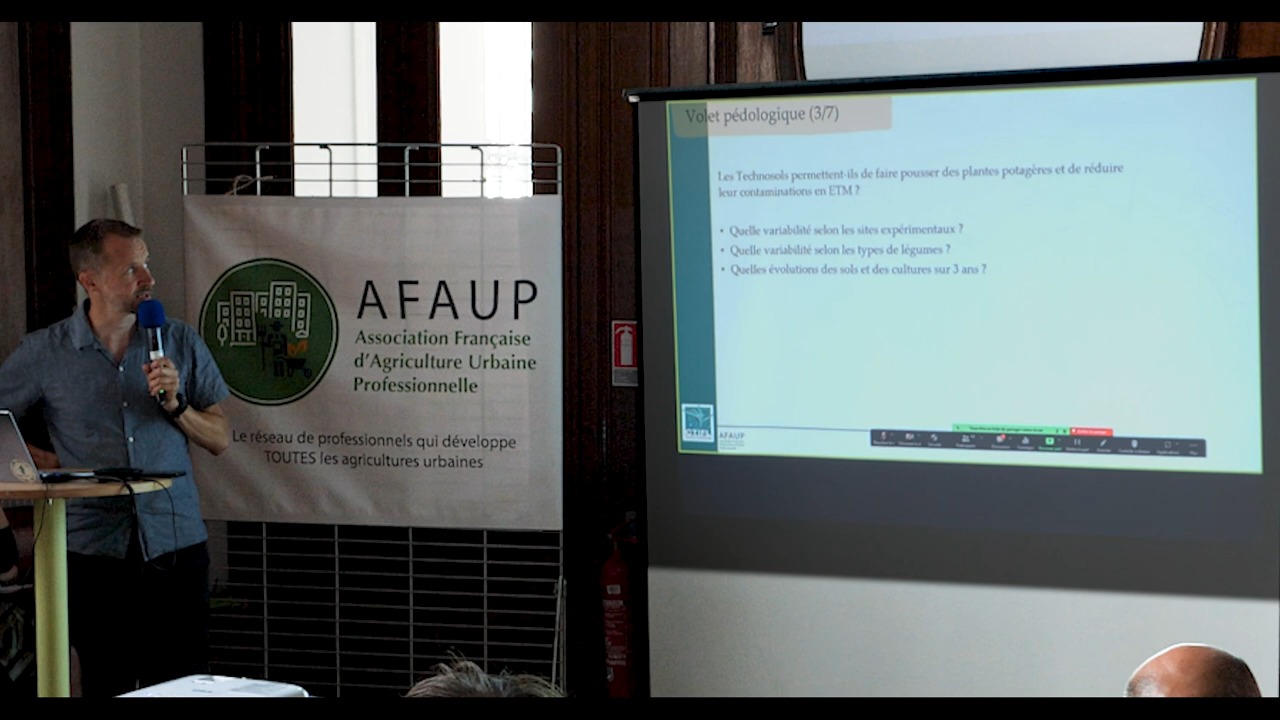 AFAUP
Association Française
d'Agriculture Urbaine
Professionnelle
Le réseau de professionnels qui développe
TOUTES les agricultures urbaines
Volet pédologique (3/7)
Les Technosols permettent-ils de faire pousser des plantes potagères et de réduire
leur contaminations en ETM ?
• Quelle variabilité selon les sites expérimentaux ?
• Quelle variabilité selon les types de légumes ?
• Quelles évolutions des sols et des cultures sur 3 ans ?
AFAUP